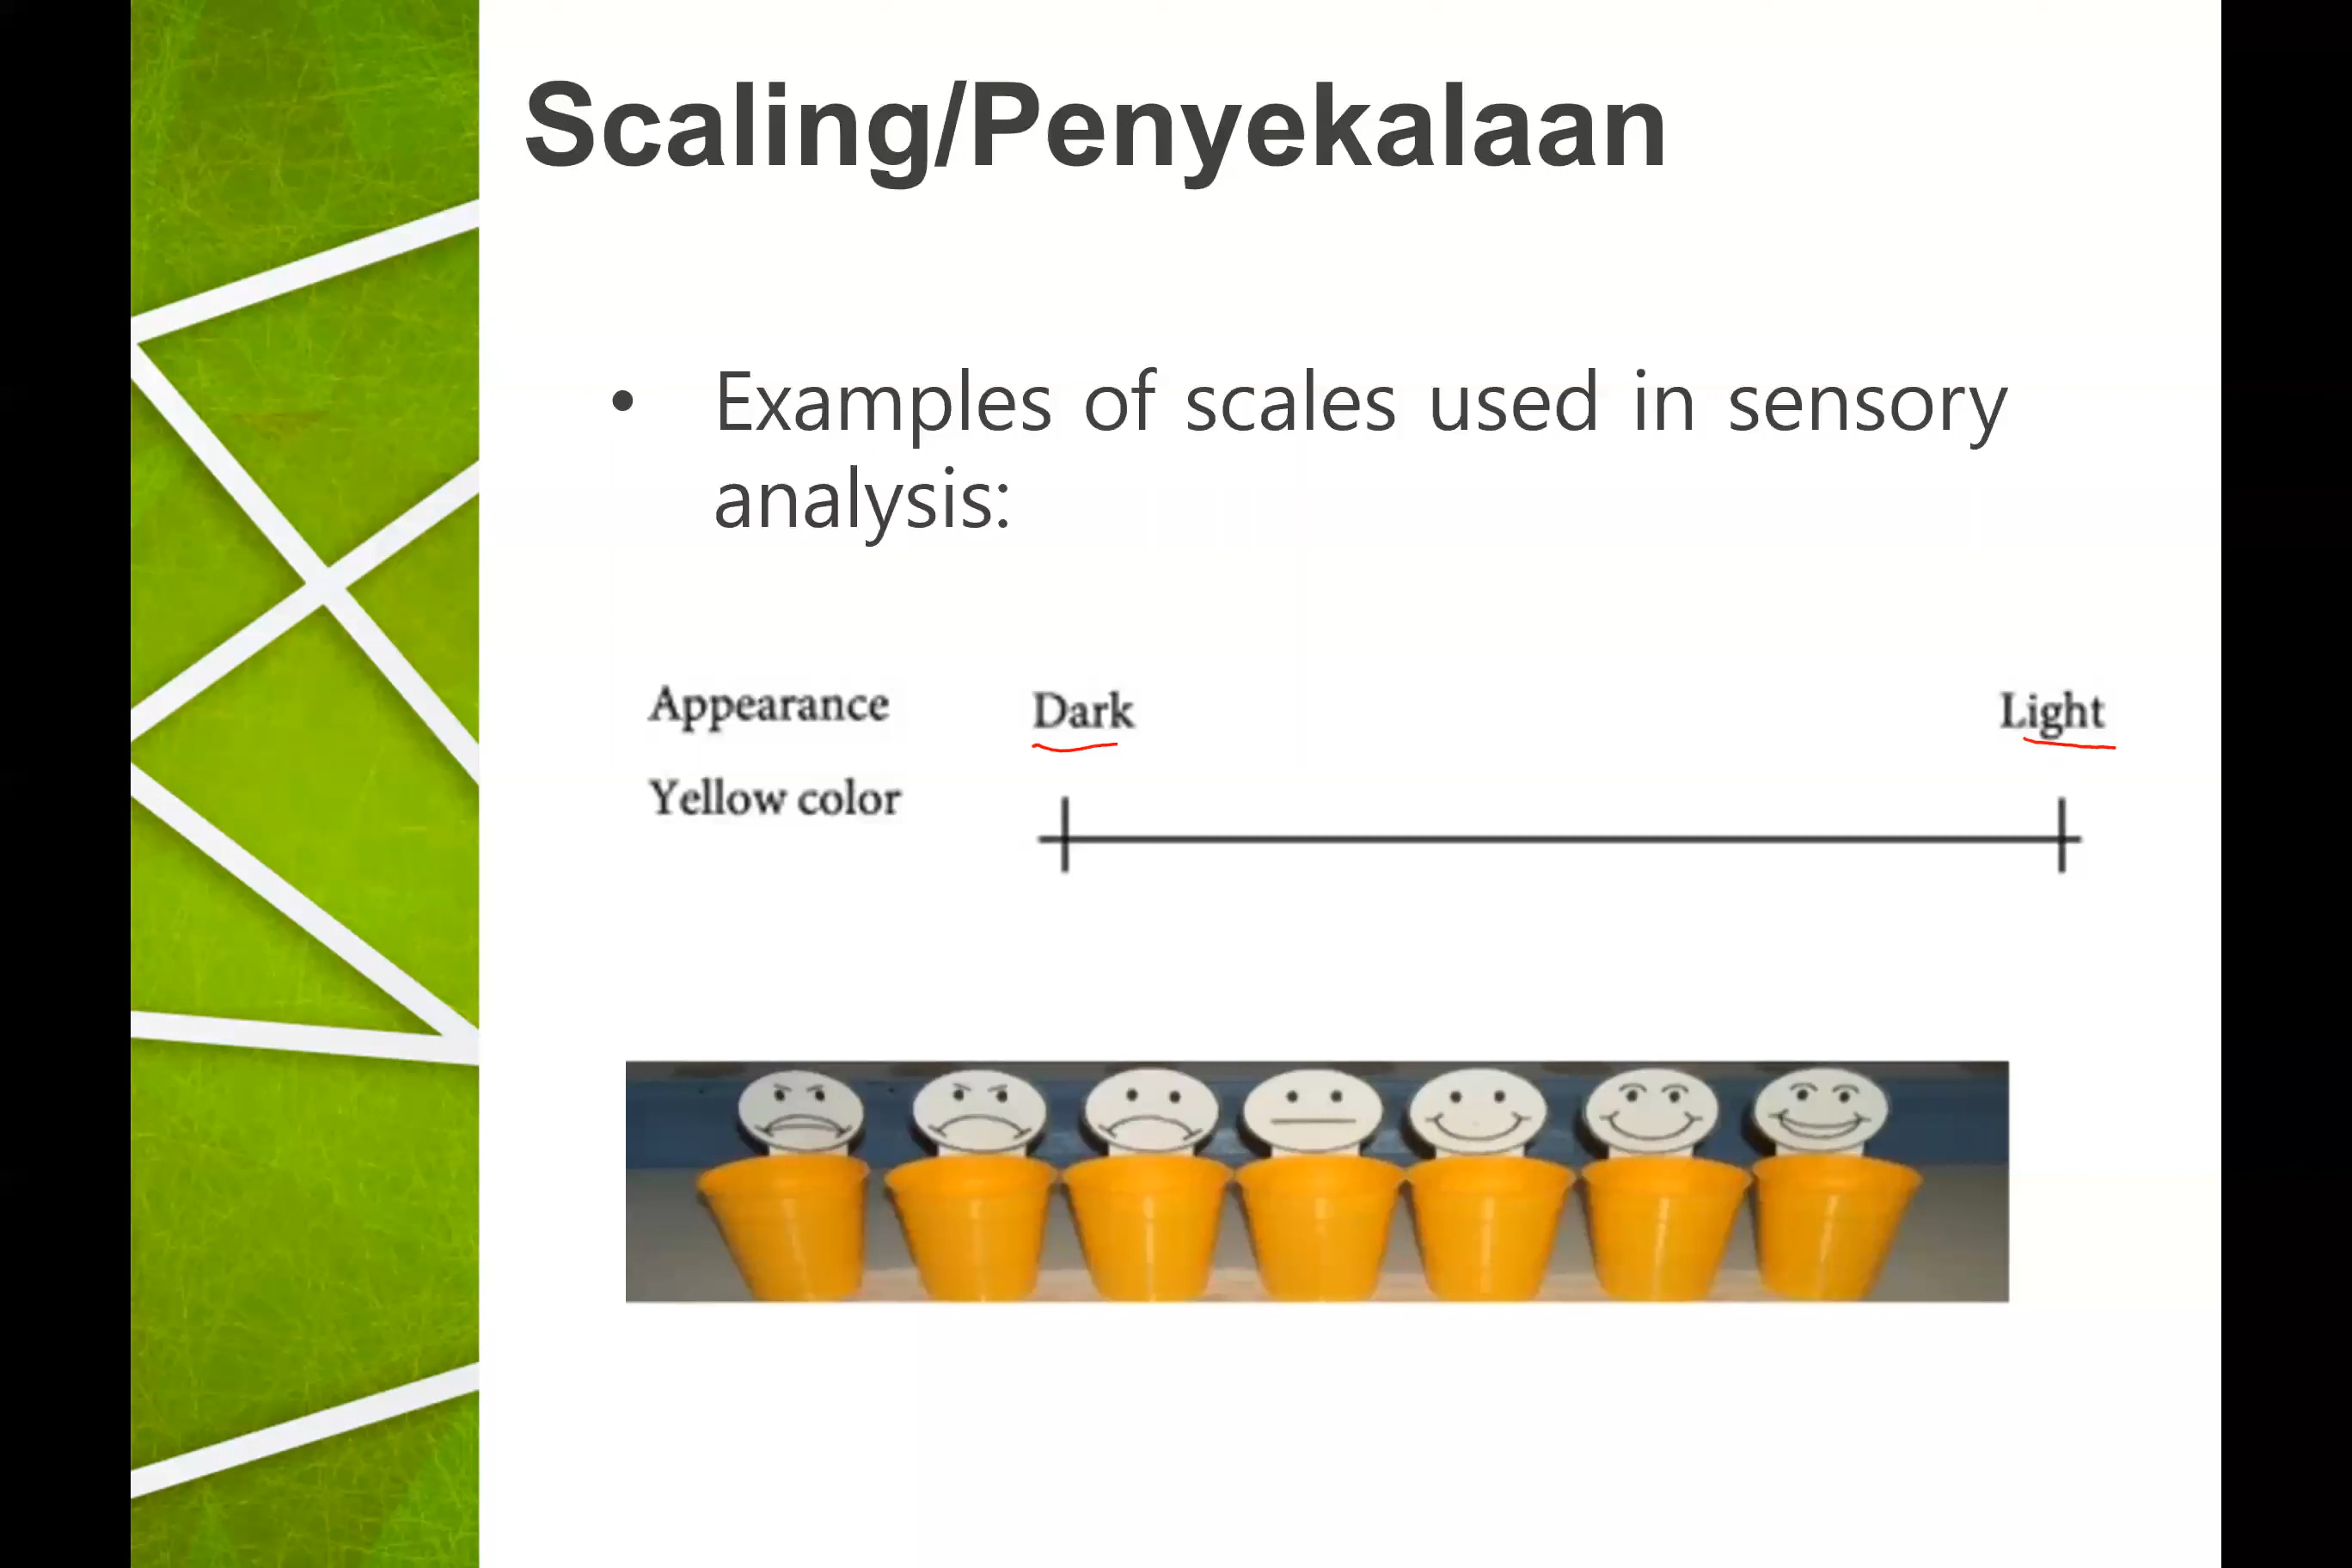 Scaling/Penyekalaan
• Examples of scales used in sensory
analysis:
Appearance Dark Light
Yellow color